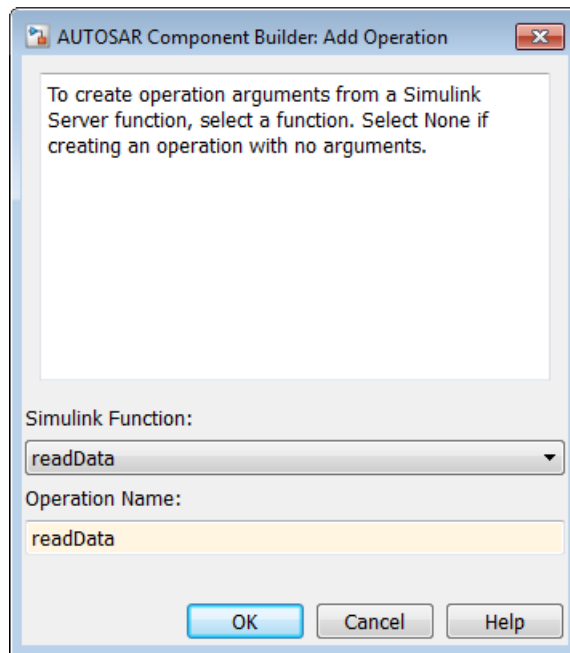 AUTOSAR Component Builder: Add Operation
To create operation arguments from a Simulink
Server function, select a function. Select None if
creating an operation with no arguments.
Simulink Function:
readData
Operation Name:
readData
OK Cancel Help